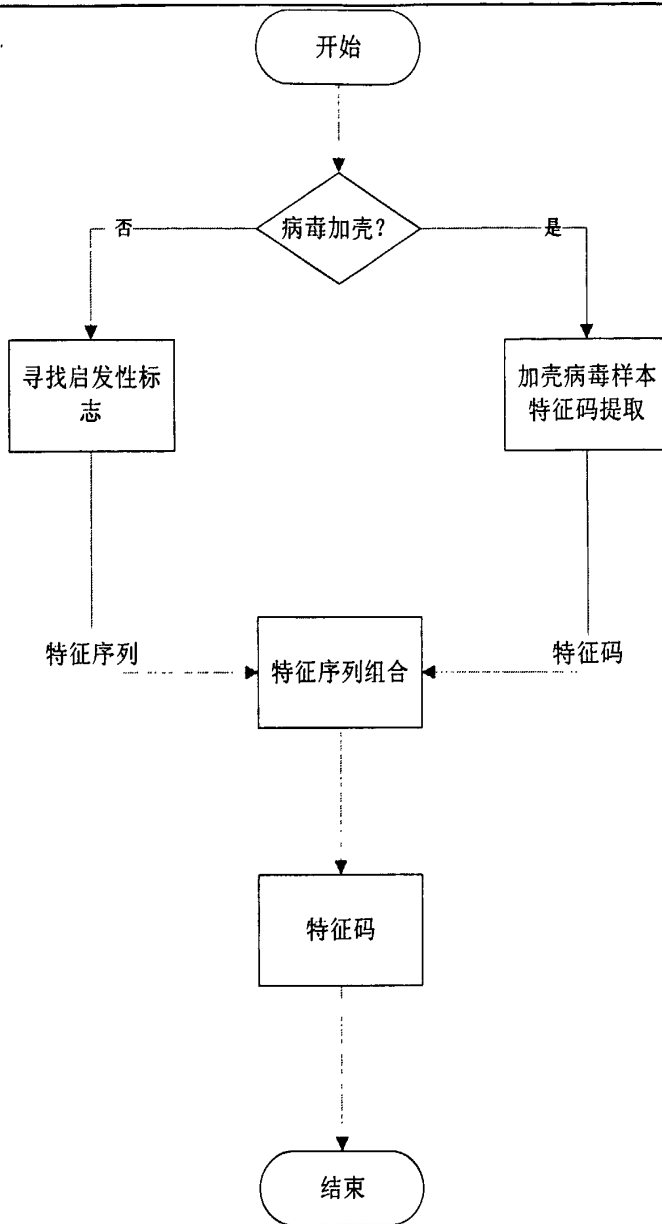 开始
病毒加壳?
否
是
寻找启发性标
志
加壳病毒样本
特征码提取
特征序列
特征序列组合
特征码
特征码
结束